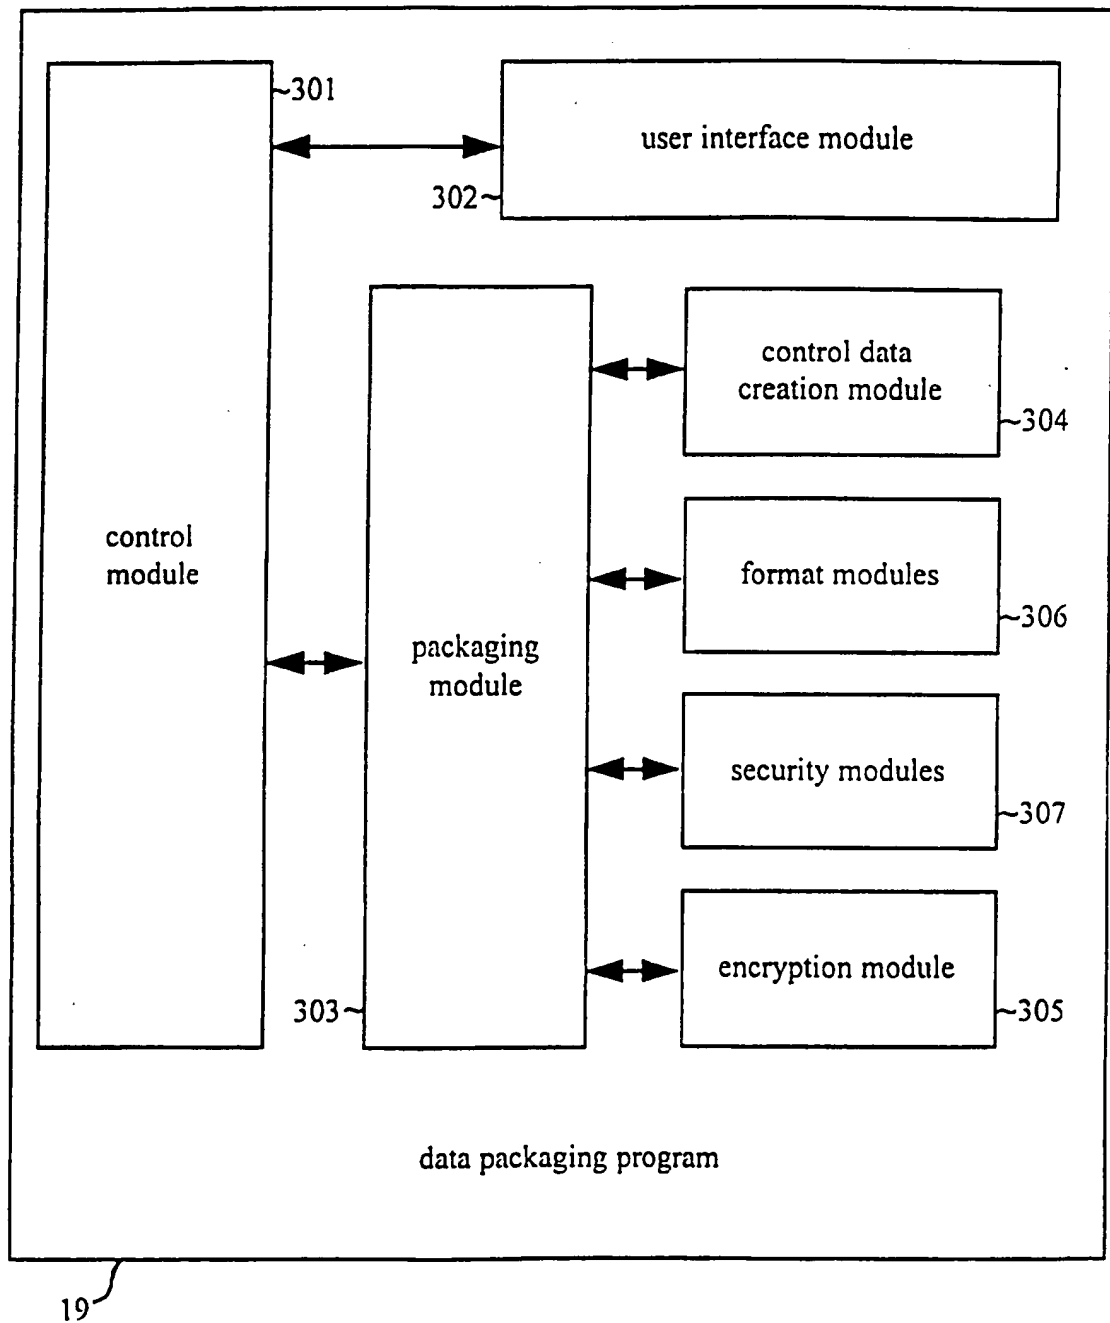 301
user interface module
302
control data
creation module
304
control
module
format modules
306
packaging
module
security modules
307
encryption module
303
305
data packaging program
19